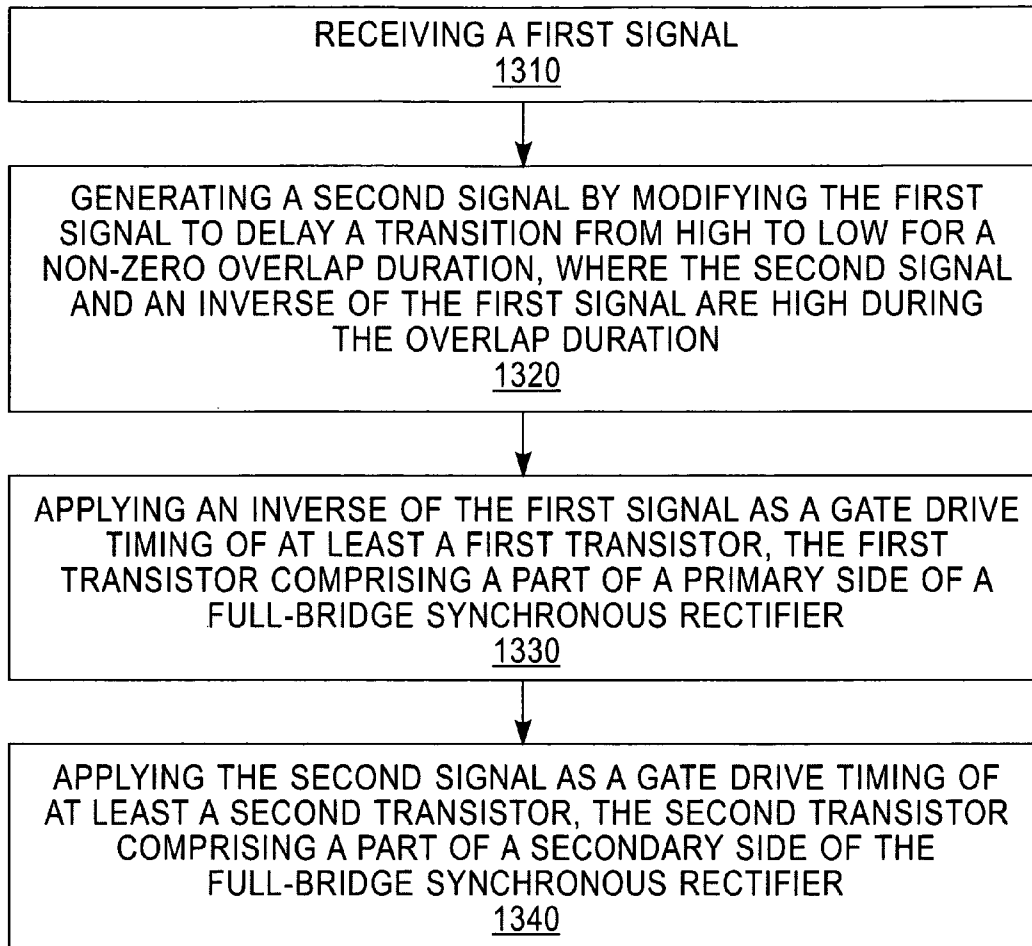 RECEIVING A FIRST SIGNAL
1310
GENERATING A SECOND SIGNAL BY MODIFYING THE FIRST
SIGNAL TO DELAY A TRANSITION FROM HIGH TO LOW FOR A
NON-ZERO OVERLAP DURATION, WHERE THE SECOND SIGNAL
AND AN INVERSE OF THE FIRST SIGNAL ARE HIGH DURING
THE OVERLAP DURATION
1320
APPLYING AN INVERSE OF THE FIRST SIGNAL AS A GATE DRIVE
TIMING OF AT LEAST A FIRST TRANSISTOR, THE FIRST
TRANSISTOR COMPRISING A PART OF A PRIMARY SIDE OF A
FULL-BRIDGE SYNCHRONOUS RECTIFIER
1330
APPLYING THE SECOND SIGNAL AS A GATE DRIVE TIMING OF
AT LEAST A SECOND TRANSISTOR, THE SECOND TRANSISTOR
COMPRISING A PART OF A SECONDARY SIDE OF THE
FULL-BRIDGE SYNCHRONOUS RECTIFIER
1340